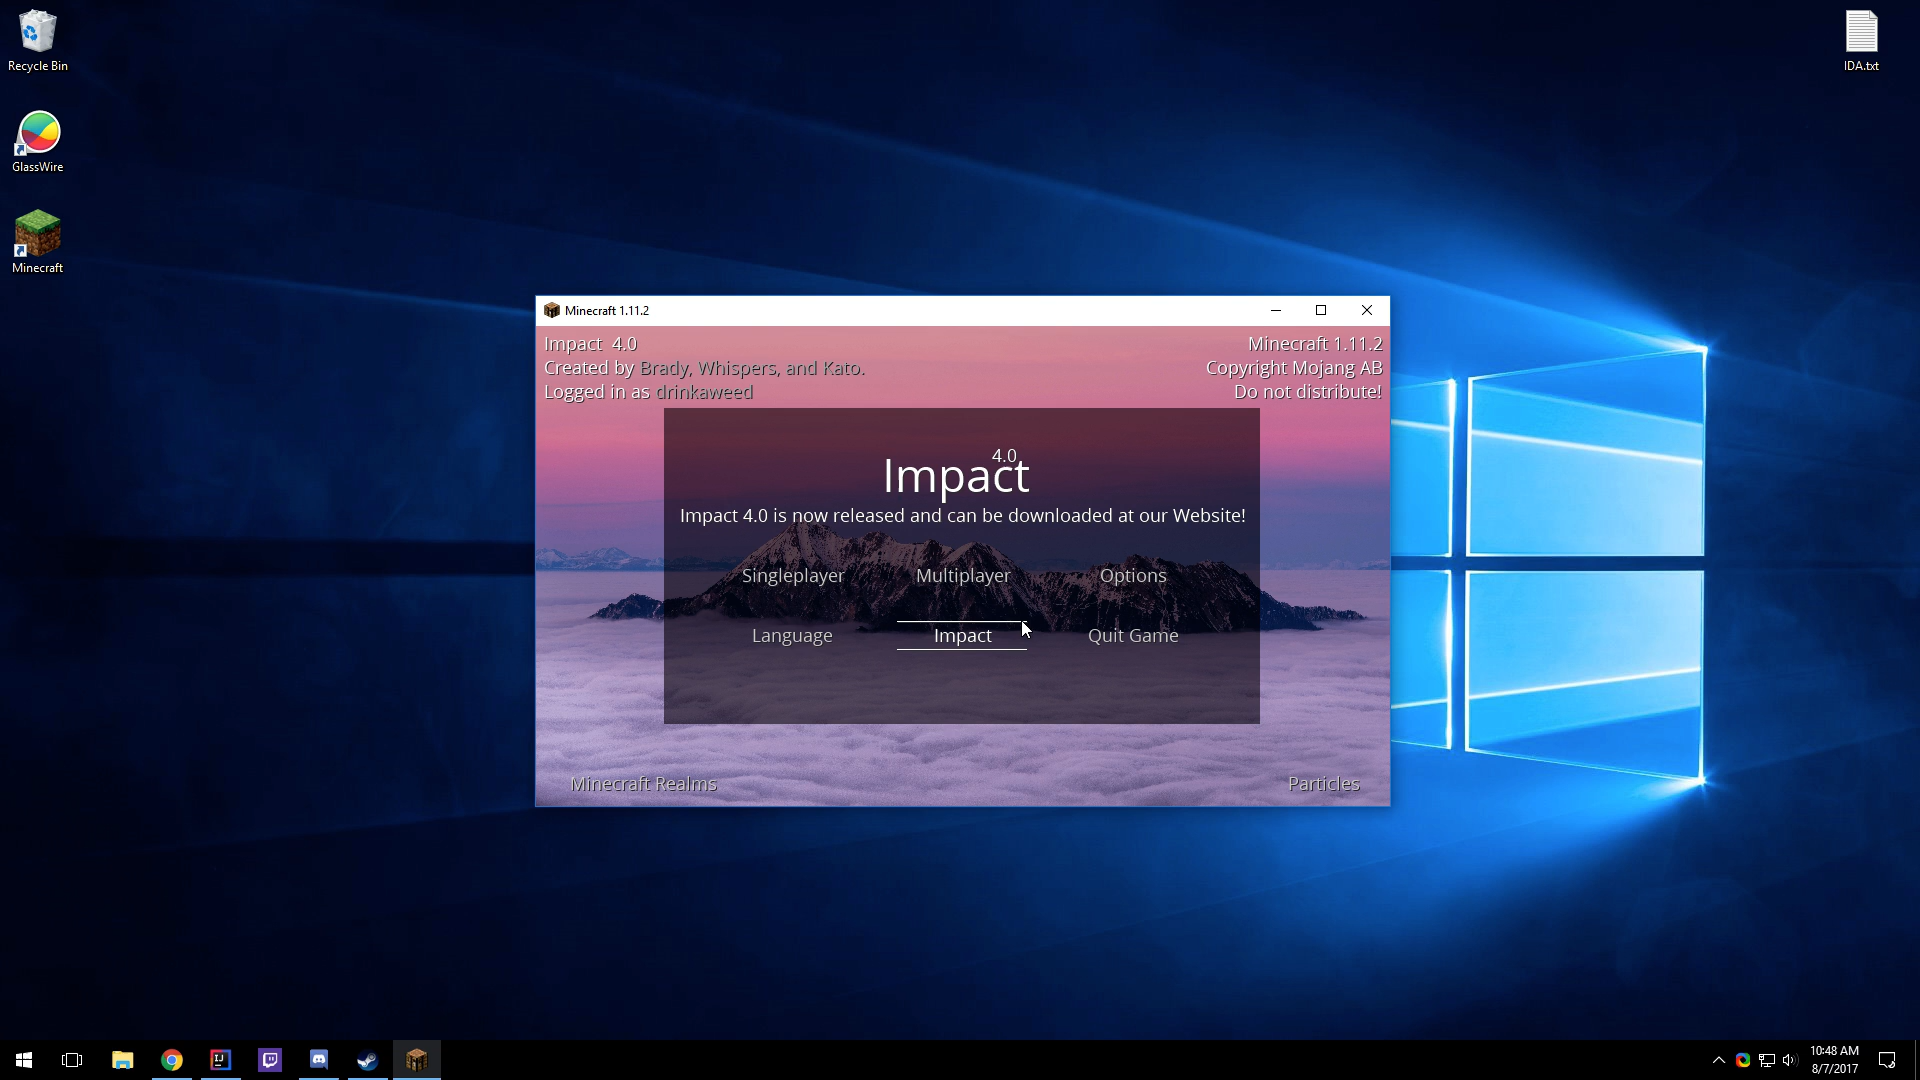 Recycle Bin
IDA.txt
GlassWire
Minecraft
Minecraft 1.11.2
Impact 4.0
Created by Brady, Whispers, and Kato.
Logged in as drinkaweed
Minecraft 1.11.2
Copyright Mojang AB
Do not distribute!
4.0
Impact
Impact 4.0 is now released and can be downloaded at our Website!
Singleplayer
Multiplayer
Options
Language
Impact
Quit Game
Minecraft Realms
Particles
IJ
10:48 AM
8/7/2017